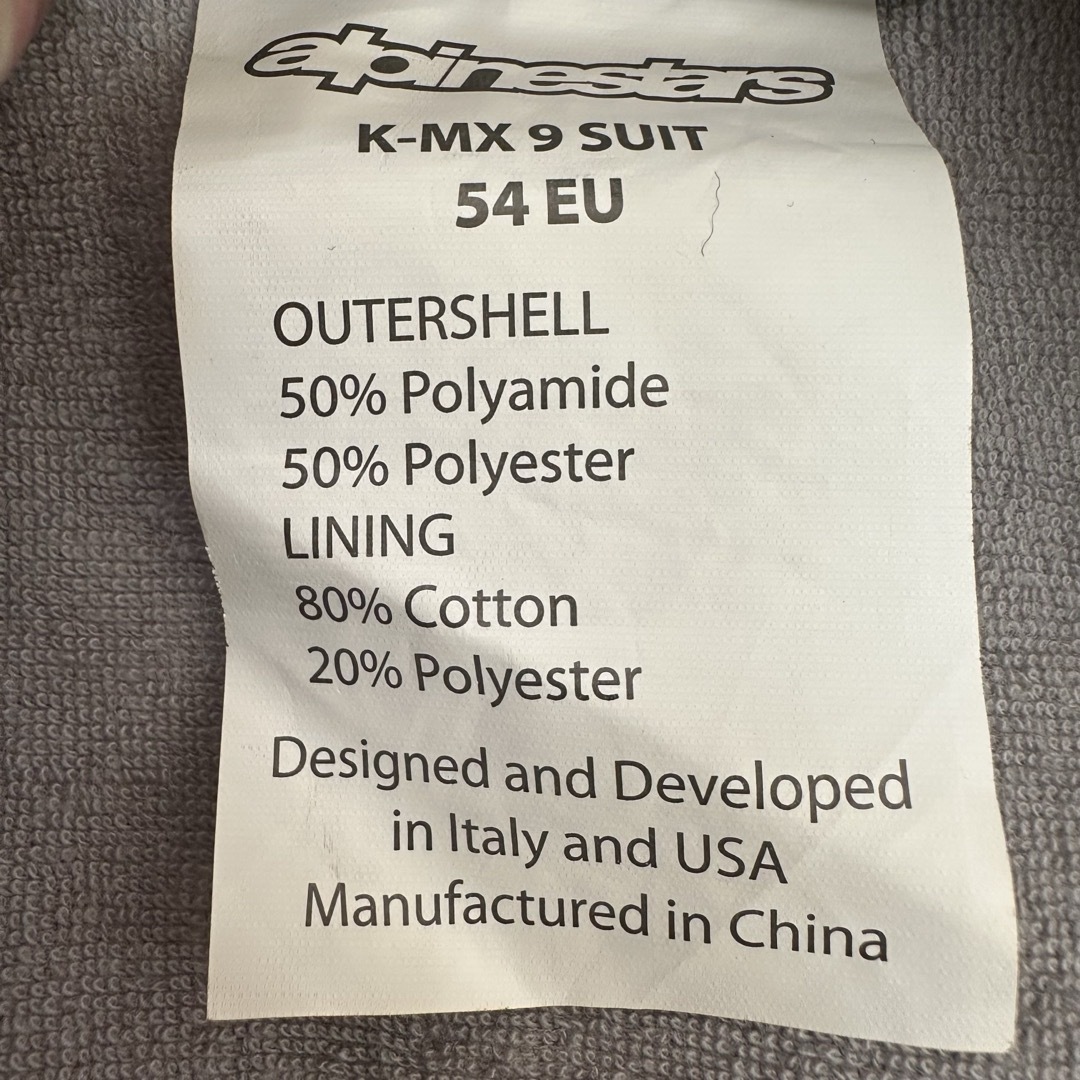 alpinestars
K-MX 9 SUIT
54 EU
OUTERSHELL
50% Polyamide
50% Polyester
LINING
80% Cotton
20% Polyester
Designed and Developed
in Italy and USA
Manufactured in China